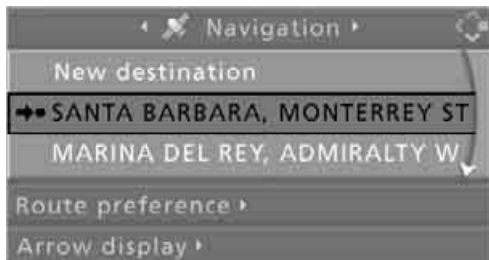 Navigation
New destination
SANTA BARBARA, MONTERREY ST
MARINA DEL REY, ADMIRALTY W
Route preference
Arrow display